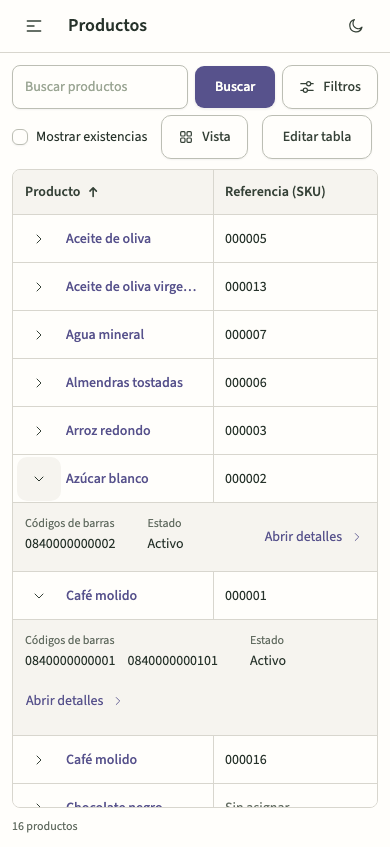 Productos
Buscar productos
Buscar
Filtros
Mostrar existencias
Vista
Editar tabla
Producto ↑ Referencia (SKU)
Aceite de oliva 000005
Aceite de oliva virge… 000013
Agua mineral 000007
Almendras tostadas 000006
Arroz redondo 000003
Azúcar blanco 000002
Códigos de barras Estado
0840000000002 Activo Abrir detalles
Café molido 000001
Códigos de barras Estado
0840000000001 0840000000101 Activo
Abrir detalles
Café molido 000016
Chocolate negro Sin asignar
16 productos